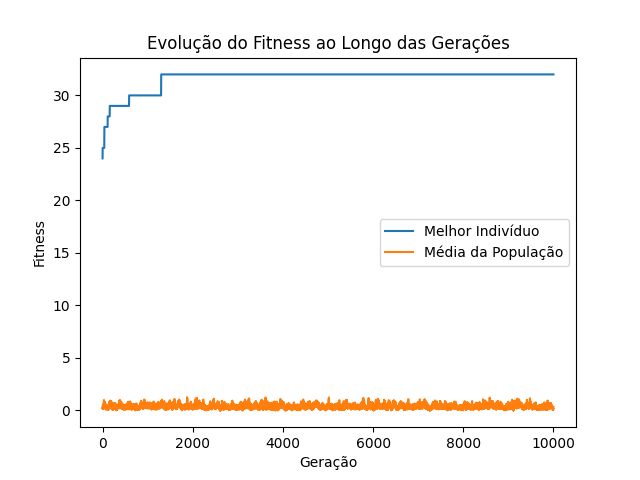 Evolução do Fitness ao Longo das Gerações
Fitness
30
25
20
15
10
5
0
Melhor Indivíduo
Média da População
0 2000 4000 6000 8000 10000
Geração